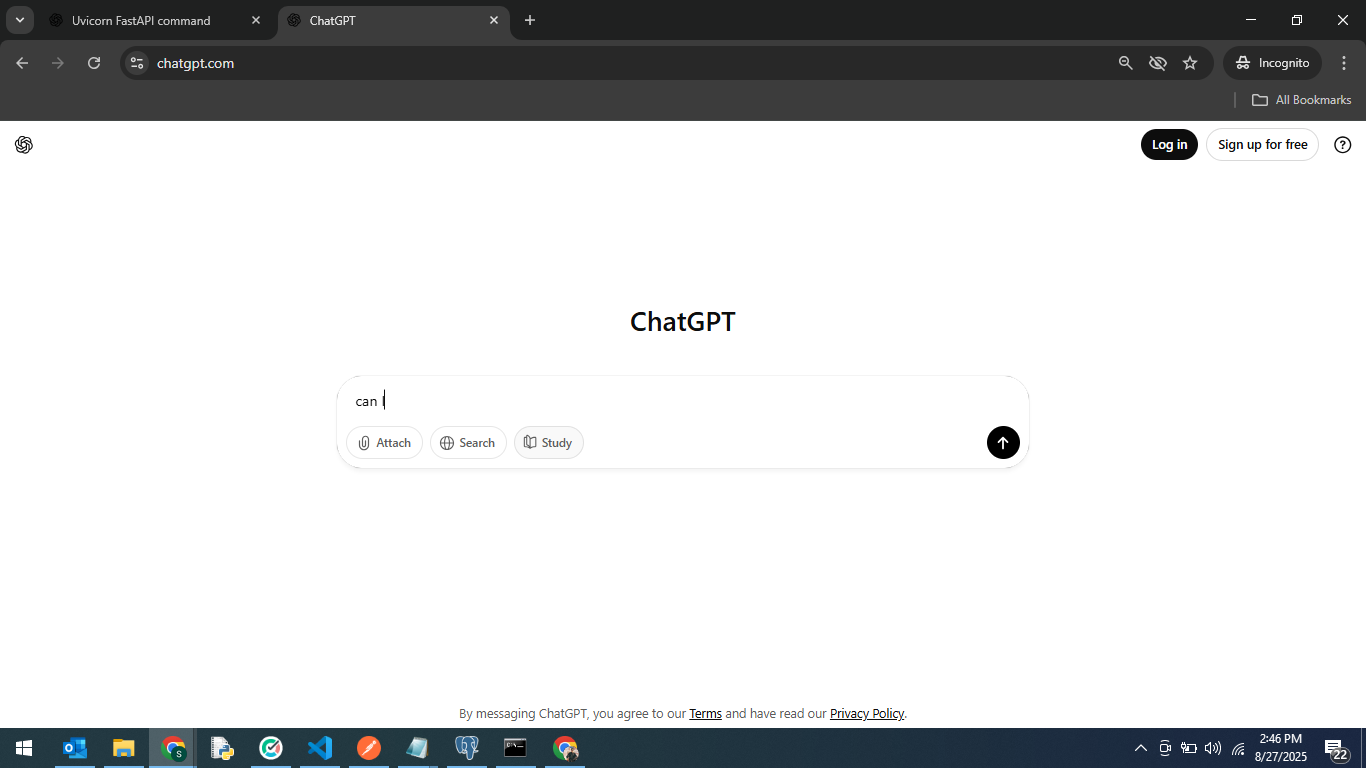 Uvicorn FastAPI command
ChatGPT
chatgpt.com
Incognito
All Bookmarks
Log in
Sign up for free
ChatGPT
can I
Attach
Search
Study
By messaging ChatGPT, you agree to our Terms and have read our Privacy Policy.
S
2:46 PM
8/27/2025
22